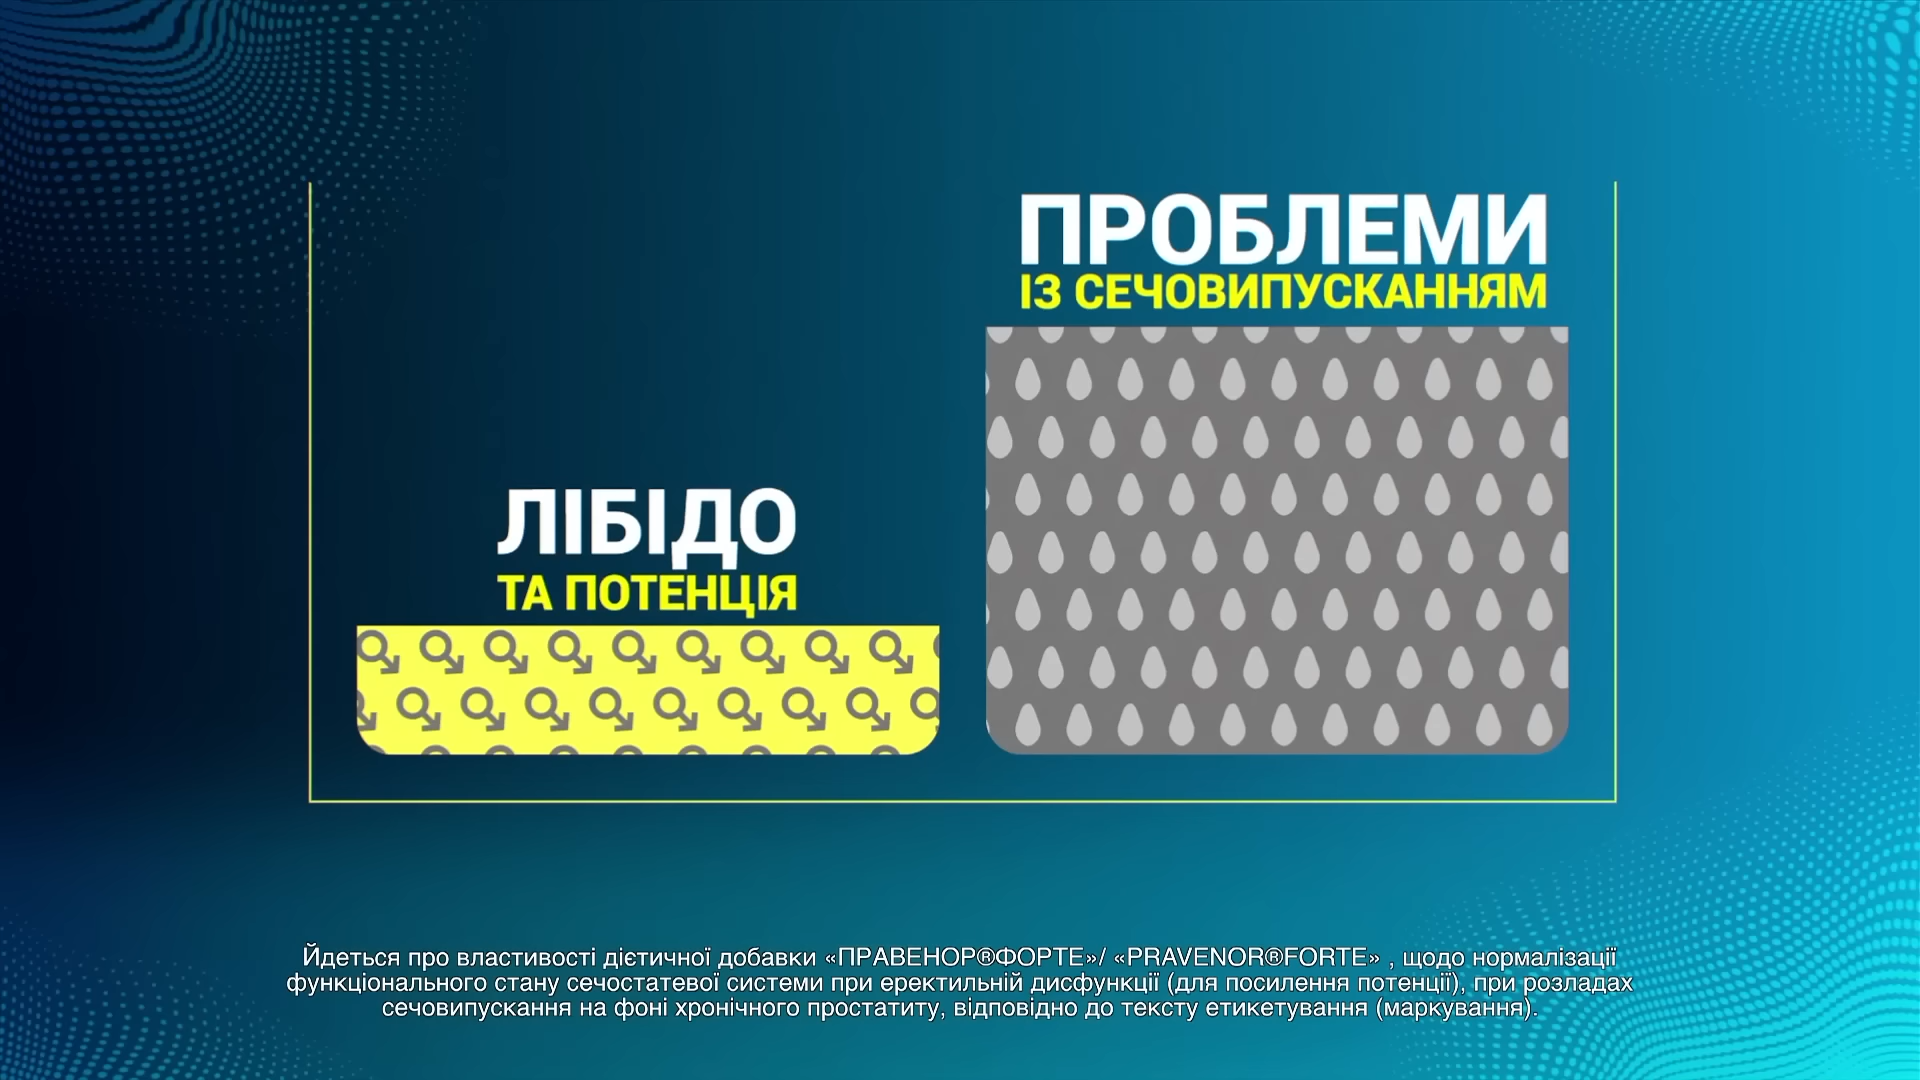 ПРОБЛЕМИ
ІЗ СЕЧОВИПУСКАННЯМ
ЛІБІДО
ТА ПОТЕНЦІЯ
Йдеться про властивості дієтичної добавки «ПРАВЕНОР®ФОРТЕ»/ «PRAVENOR®FORTE» , щодо нормалізації
функціонального стану сечостатевої системи при еректильній дисфункції (для посилення потенції), при розладах
сечовипускання на фоні хронічного простатиту, відповідно до тексту етикетування (маркування).